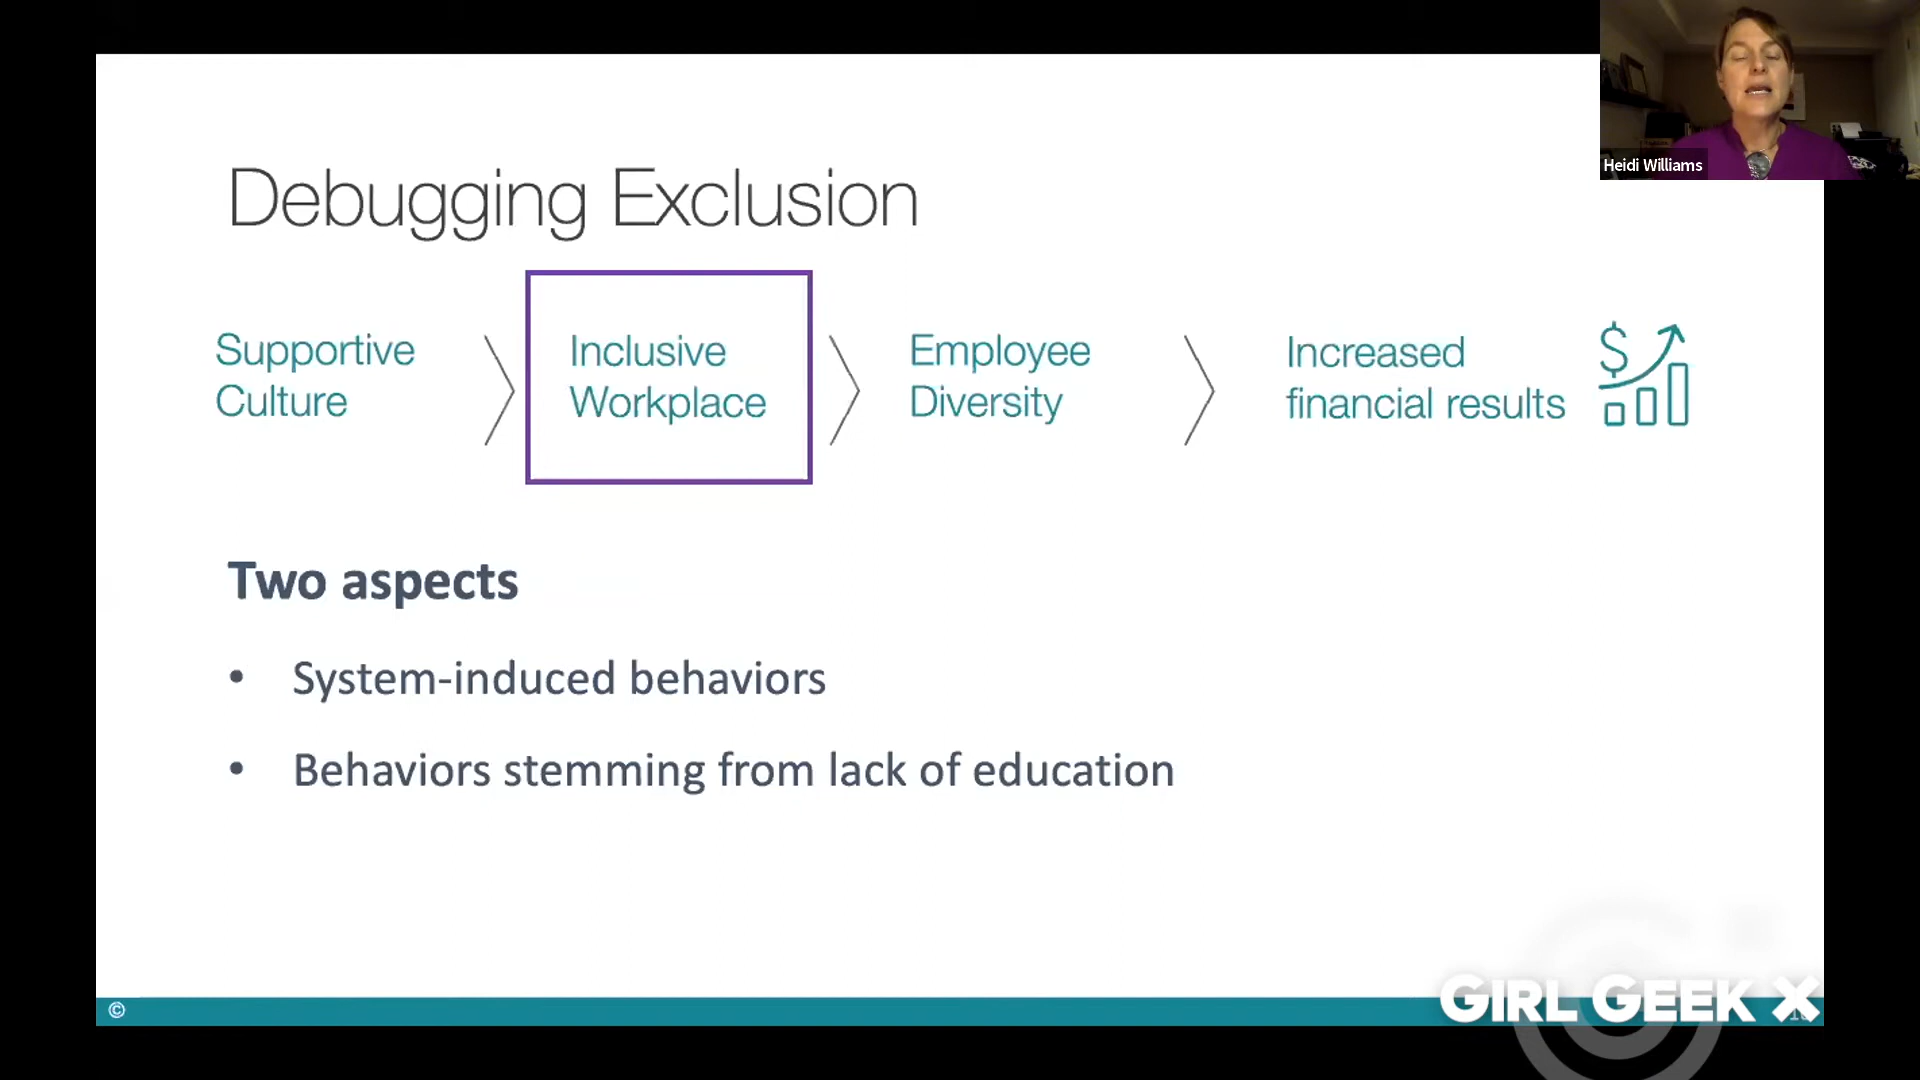 Heidi Williams
Debugging Exclusion
Supportive
Culture
Inclusive
Workplace
Employee
Diversity
Increased
financial results
$
Two aspects
• System-induced behaviors
• Behaviors stemming from lack of education
©
GIRL GEEK X